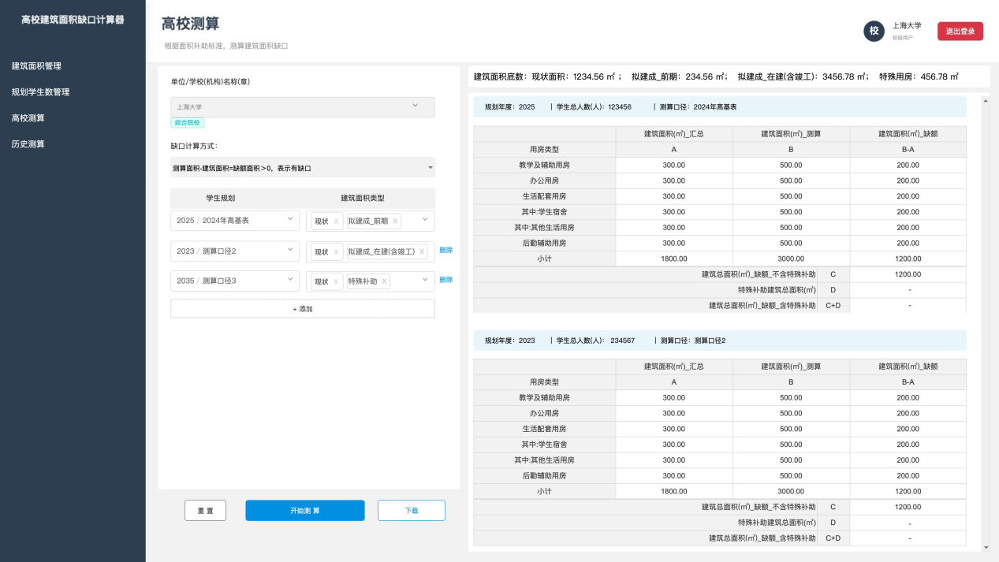 高校建筑面积缺口计算器
建筑面积管理
规划学生数管理
高校测算
历史测算
高校测算
根据面积补助标准，测算建筑面积缺口
校
上海大学
校级用户
退出登录
单位/学校(机构)名称(章)
上海大学
综合院校
缺口计算方式：
测算面积-建筑面积=缺额面积＞0，表示有缺口
学生规划 建筑面积类型
2025 / 2024年高基表 现状 X 拟建成_前期 X
2023 / 测算口径2 现状 X 拟建成_在建(含竣工) X 删除
2035 / 测算口径3 现状 X 特殊补助 X 删除
+ 添加
重 置 开始测 算 下载
建筑面积底数：现状面积：1234.56 ㎡； 拟建成_前期：234.56 ㎡； 拟建成_在建(含竣工)：3456.78 ㎡； 特殊用房：456.78 ㎡
规划年度：2025 | 学生总人数(人)：123456 | 测算口径：2024年高基表
建筑面积(㎡)_汇总 建筑面积(㎡)_测算 建筑面积(㎡)_缺额
用房类型 A B B-A
教学及辅助用房 300.00 500.00 200.00
办公用房 300.00 500.00 200.00
生活配套用房 300.00 500.00 200.00
其中:学生宿舍 300.00 500.00 200.00
其中:其他生活用房 300.00 500.00 200.00
后勤辅助用房 300.00 500.00 200.00
小计 1800.00 3000.00 1200.00
建筑总面积(㎡)_缺额_不含特殊补助 C 1200.00
特殊补助建筑总面积(㎡) D -
建筑总面积(㎡)_缺额_含特殊补助 C+D -
规划年度：2023 | 学生总人数(人)： 234567 | 测算口径：测算口径2
建筑面积(㎡)_汇总 建筑面积(㎡)_测算 建筑面积(㎡)_缺额
用房类型 A B B-A
教学及辅助用房 300.00 500.00 200.00
办公用房 300.00 500.00 200.00
生活配套用房 300.00 500.00 200.00
其中:学生宿舍 300.00 500.00 200.00
其中:其他生活用房 300.00 500.00 200.00
后勤辅助用房 300.00 500.00 200.00
小计 1800.00 3000.00 1200.00
建筑总面积(㎡)_缺额_不含特殊补助 C 1200.00
特殊补助建筑总面积(㎡) D -
建筑总面积(㎡)_缺额_含特殊补助 C+D -